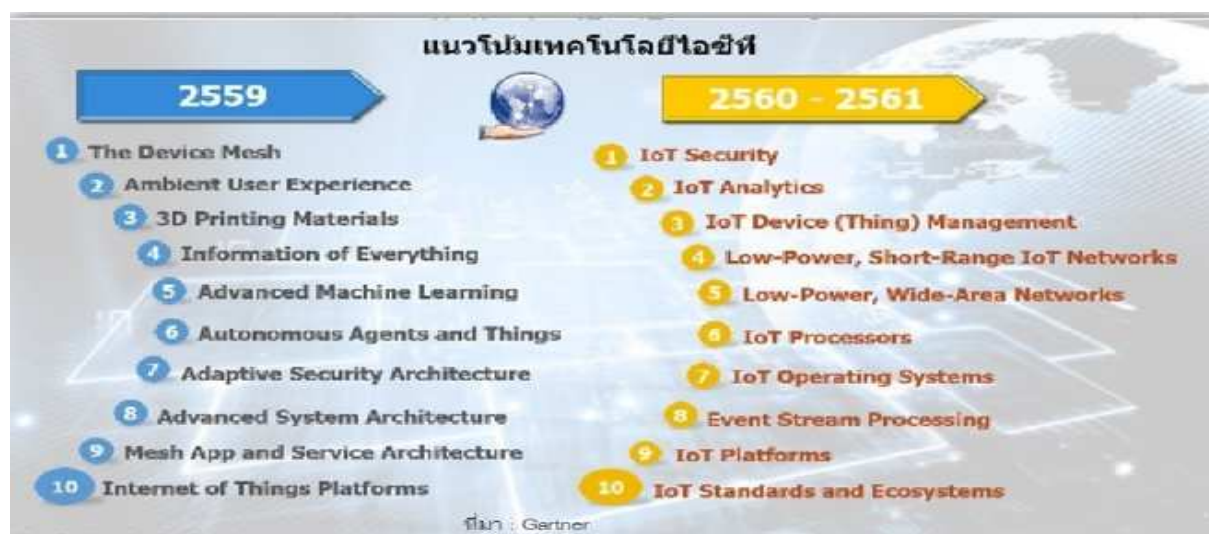 แนวโน้มเทคโนโลยีไอซีที
2559
1 The Device Mesh
2 Ambient User Experience
3 3D Printing Materials
4 Information of Everything
5 Advanced Machine Learning
6 Autonomous Agents and Things
7 Adaptive Security Architecture
8 Advanced System Architecture
9 Mesh App and Service Architecture
10 Internet of Things Platforms
2560 - 2561
1 IoT Security
2 IoT Analytics
3 IoT Device (Thing) Management
4 Low-Power, Short-Range IoT Networks
5 Low-Power, Wide-Area Networks
6 IoT Processors
7 IoT Operating Systems
8 Event Stream Processing
9 IoT Platforms
10 IoT Standards and Ecosystems
ที่มา : Gartner